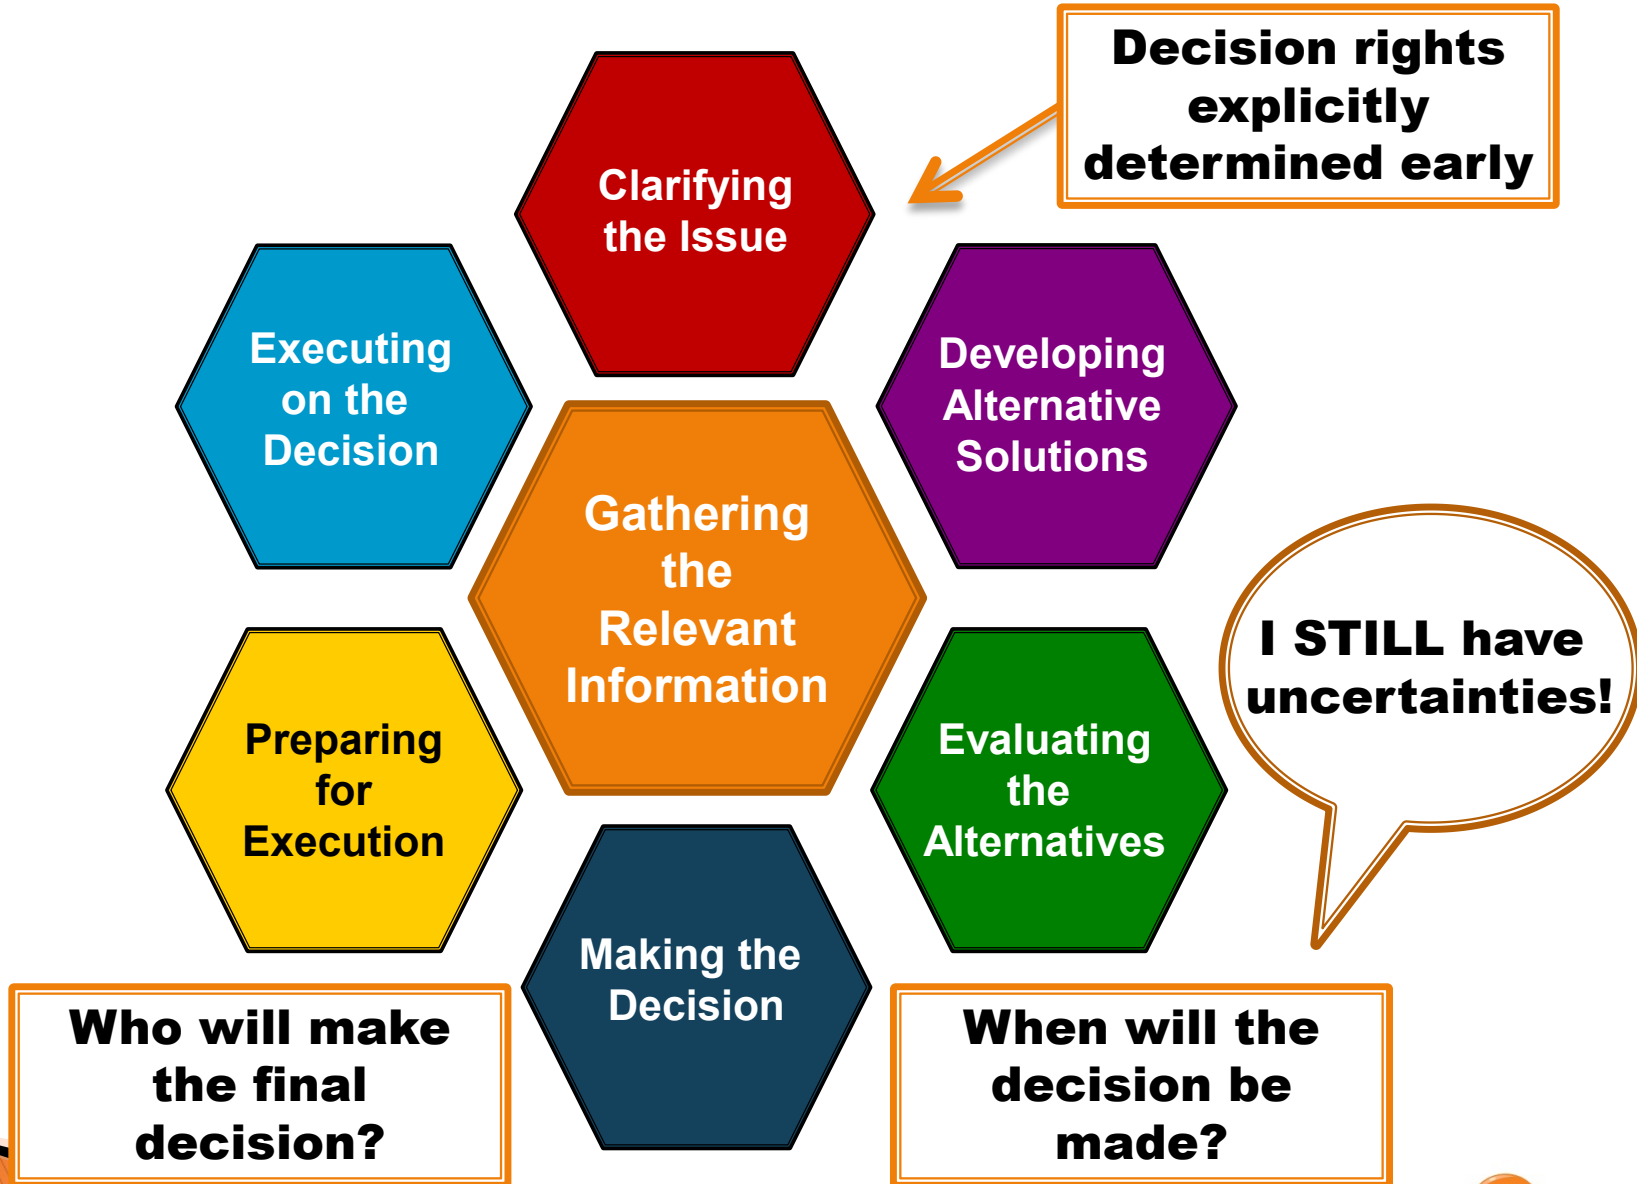 Decision rights
explicitly
determined early
Clarifying
the Issue
Executing
on the
Decision
Developing
Alternative
Solutions
Gathering
the
Relevant
Information
I STILL have
uncertainties!
Preparing
for
Execution
Evaluating
the
Alternatives
Making the
Decision
Who will make
the final
decision?
When will the
decision be
made?